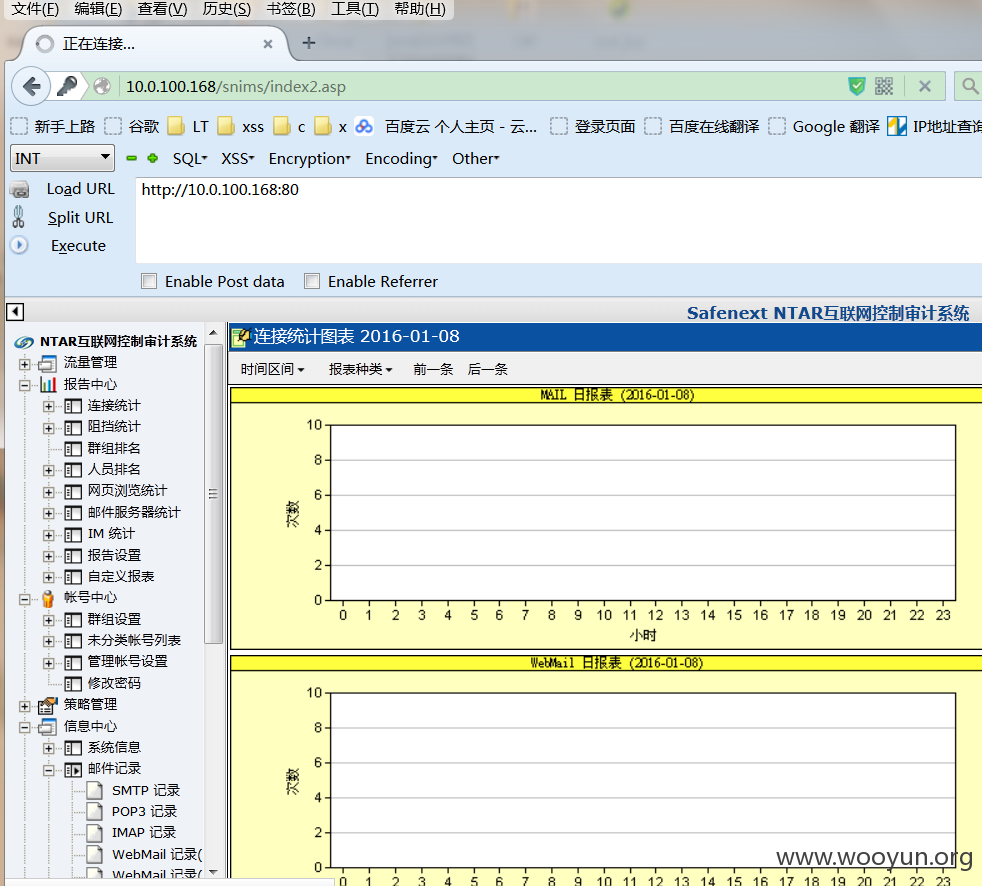 文件(F) 编辑(E) 查看(V) 历史(S) 书签(B) 工具(T) 帮助(H)
正在连接...
10.0.100.168/snims/index2.asp
新手上路 谷歌 LT xss c x 百度云 个人主页 - 云... 登录页面 百度在线翻译 Google 翻译 IP地址查询
INT SQL XSS Encryption Encoding Other
Load URL http://10.0.100.168:80
Split URL
Execute
Enable Post data Enable Referrer
Safenext NTAR互联网控制审计系统
NTAR互联网控制审计系统
流量管理
报告中心
连接统计
阻挡统计
群组排名
人员排名
网页浏览统计
邮件服务器统计
IM 统计
报告设置
自定义报表
帐号中心
群组设置
未分类帐号列表
管理帐号设置
修改密码
策略管理
信息中心
系统信息
邮件记录
SMTP 记录
POP3 记录
IMAP 记录
WebMail 记录(
WebMail 记录(
连接统计图表 2016-01-08
时间区间 报表种类 前一条 后一条
MAIL 日报表 (2016-01-08)
10
8
6
4
2
0
次数
0 1 2 3 4 5 6 7 8 9 10 11 12 13 14 15 16 17 18 19 20 21 22 23
小时
WebMail 日报表 (2016-01-08)
10
8
6
4
2
0
次数
0 1 2 3 4 5 6 7 8 9 10 11 12 13 14 15 16 17 18 19 20 21 22 23
www.wooyun.org